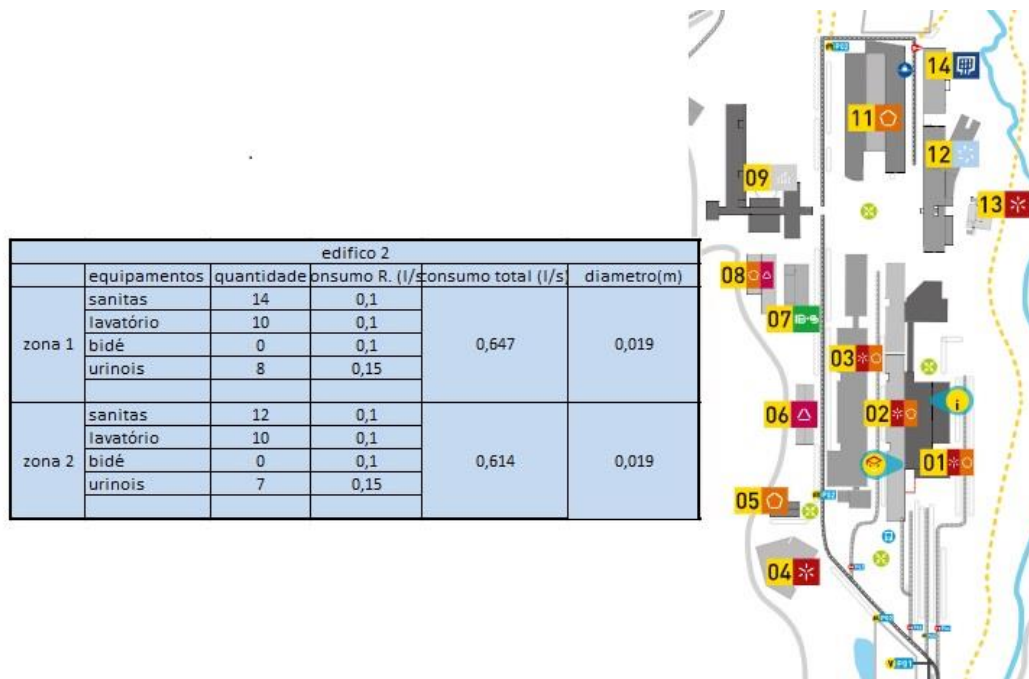 edifico 2
equipamentos quantidade onsumo R. (l/s onsumo total (l/s) diametro(m)
zona 1
sanitas 14 0,1
lavatório 10 0,1
bidé 0 0,1
urinois 8 0,15
0,647 0,019
zona 2
sanitas 12 0,1
lavatório 10 0,1
bidé 0 0,1
urinois 7 0,15
0,614 0,019
14
11
12
09
13
08
07
03
06
02
i
01
05
04
P01